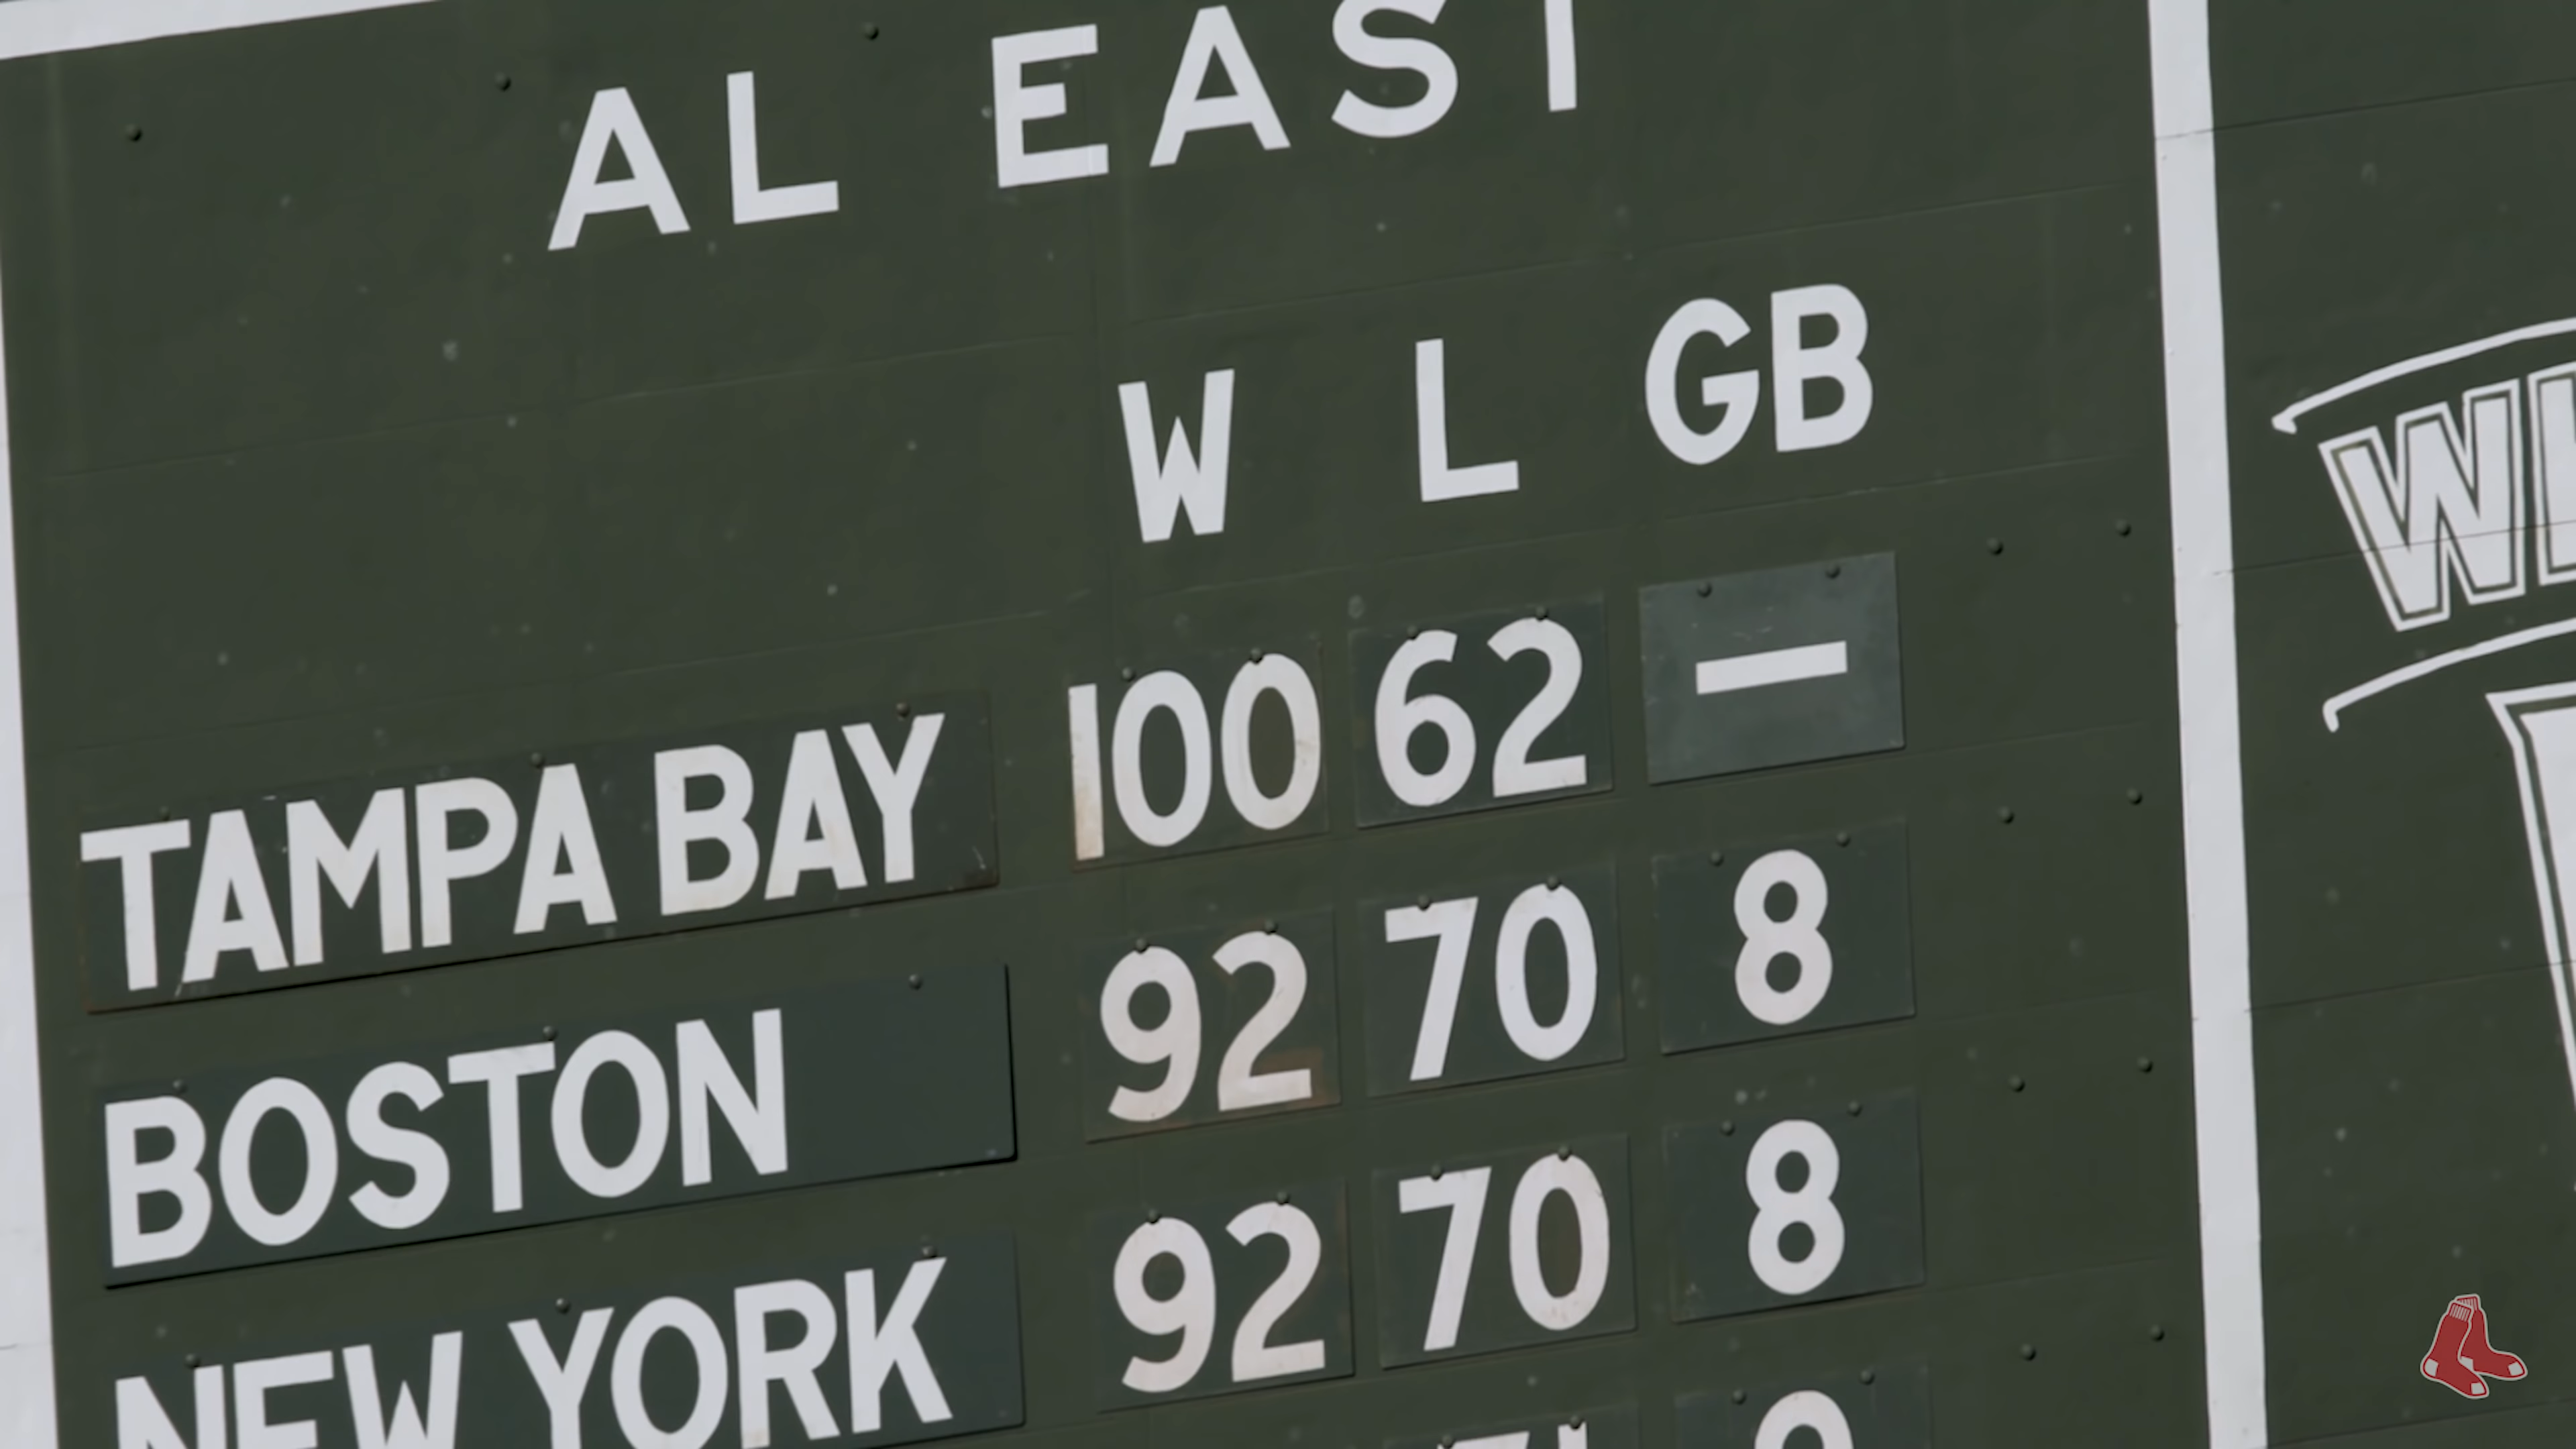 AL EAST
W L GB
TAMPA BAY 100 62 –
BOSTON 92 70 8
NEW YORK 92 70 8